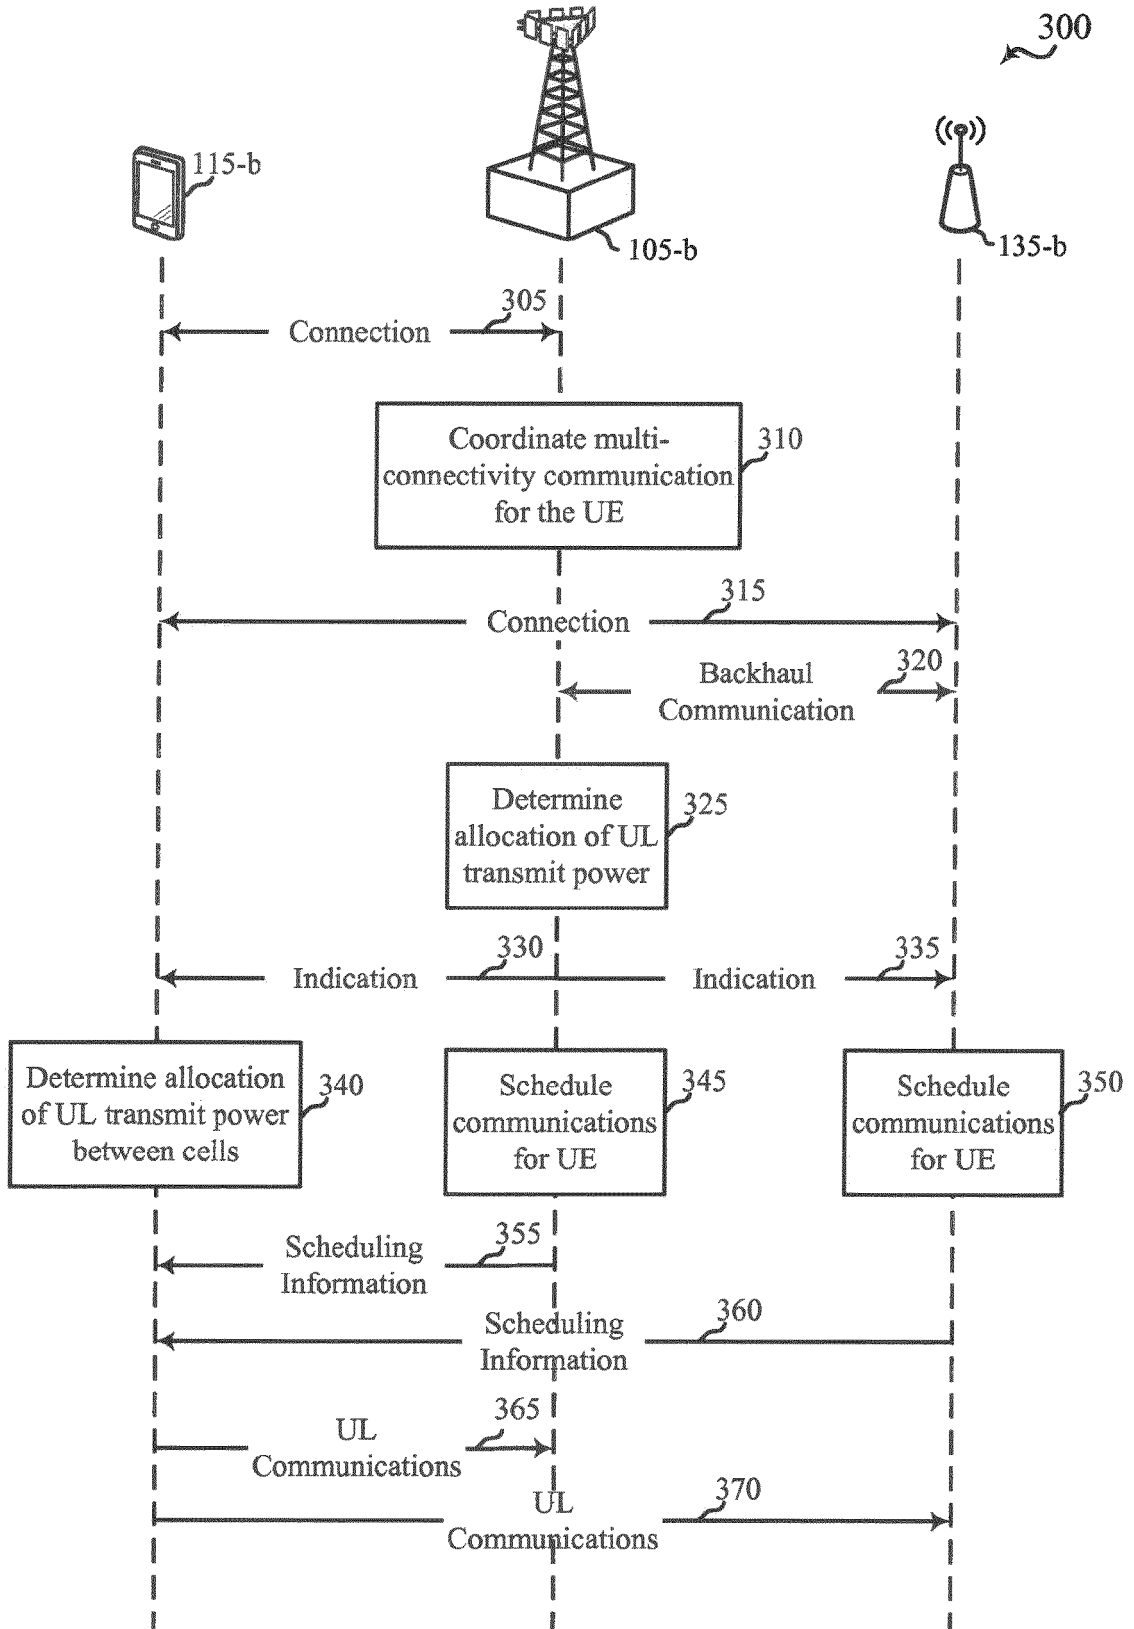 300
115-b
105-b
135-b
305
Connection
Coordinate multi-
connectivity communication
for the UE
310
315
Connection
320
Backhaul
Communication
Determine
allocation of UL
transmit power
325
330
335
Indication
Indication
Determine allocation
of UL transmit power
between cells
340
Schedule
communications
for UE
345
Schedule
communications
for UE
350
355
Scheduling
Information
360
Scheduling
Information
365
UL
Communications
370
UL
Communications